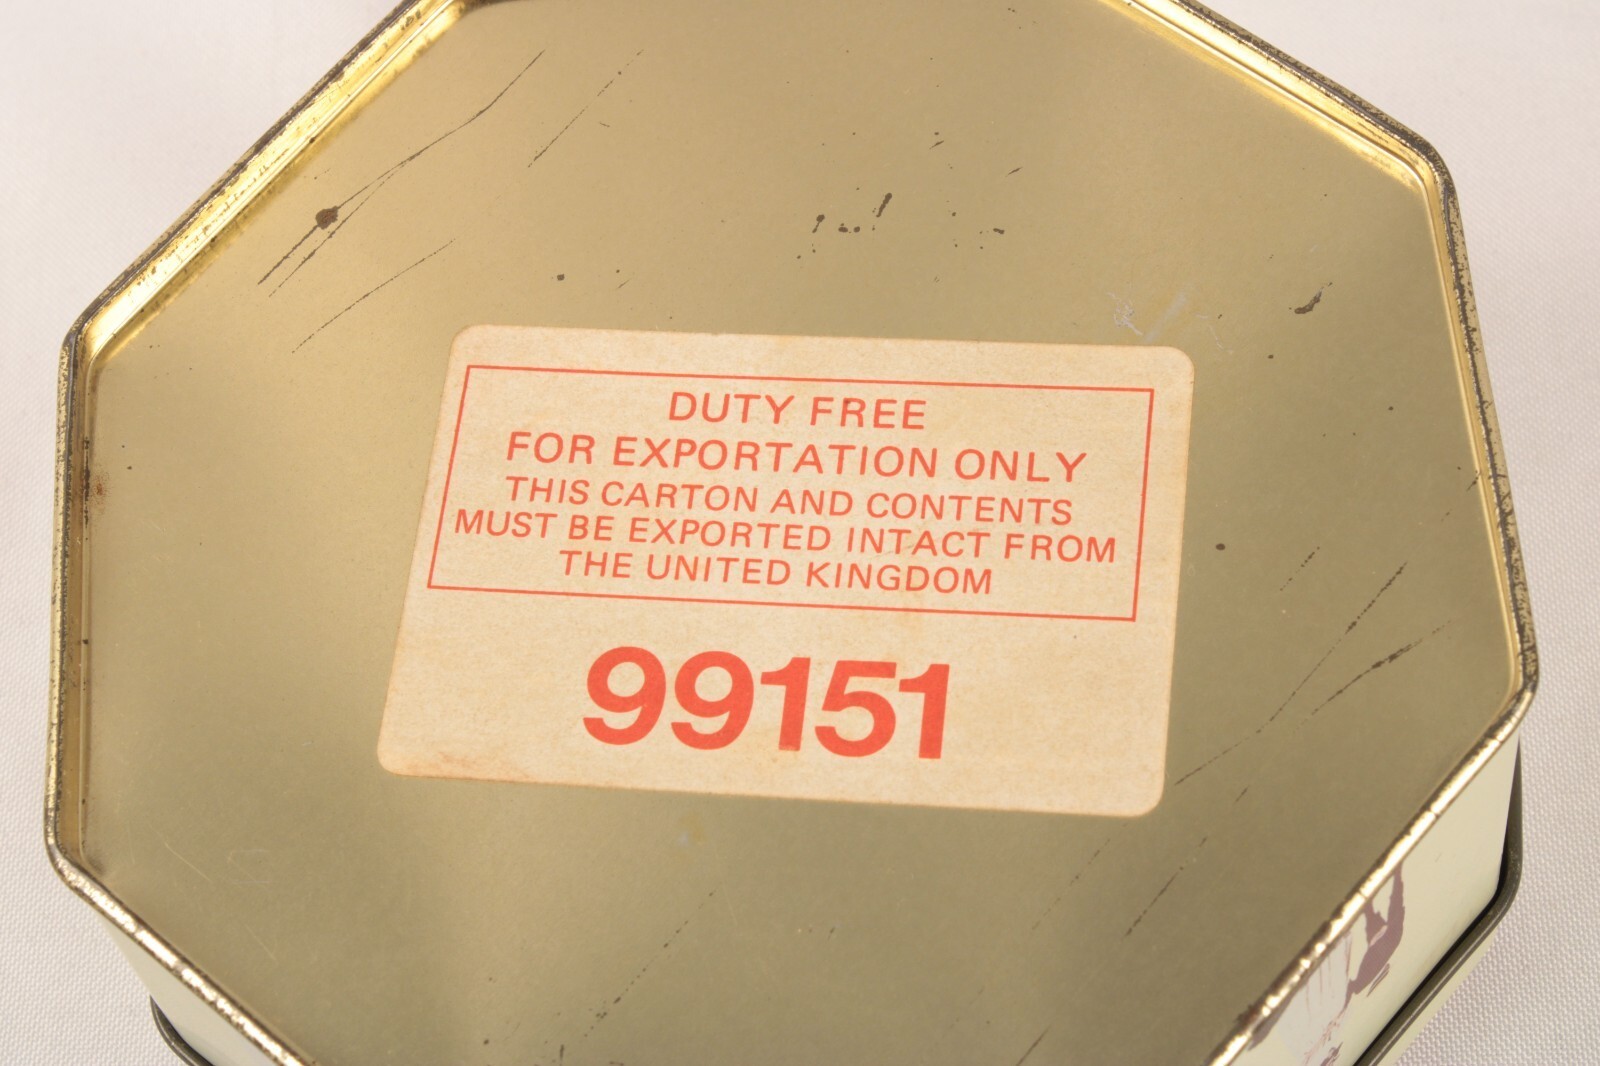 DUTY FREE
FOR EXPORTATION ONLY
THIS CARTON AND CONTENTS
MUST BE EXPORTED INTACT FROM
THE UNITED KINGDOM
99151